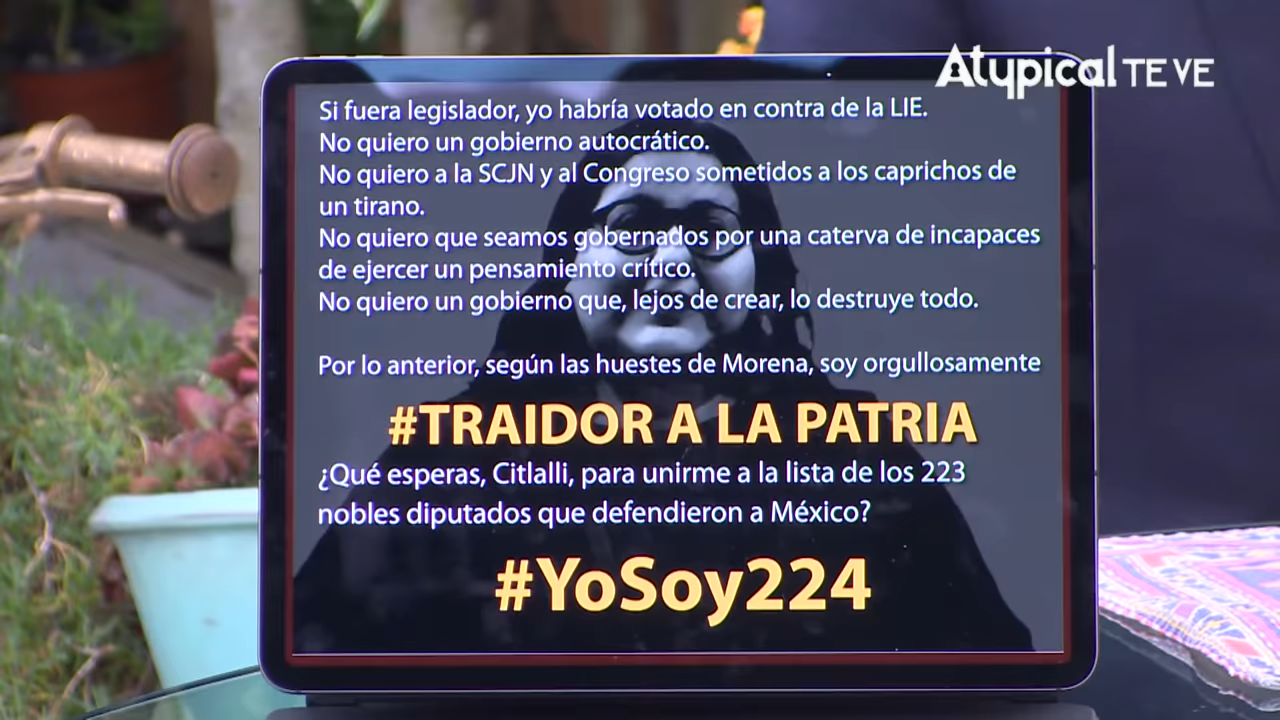 Atypical TE VE
Si fuera legislador, yo habría votado en contra de la LIE.
No quiero un gobierno autocrático.
No quiero a la SCJN y al Congreso sometidos a los caprichos de
un tirano.
No quiero que seamos gobernados por una caterva de incapaces
de ejercer un pensamiento crítico.
No quiero un gobierno que, lejos de crear, lo destruye todo.
Por lo anterior, según las huestes de Morena, soy orgullosamente
#TRAIDOR A LA PATRIA
¿Qué esperas, Citlalli, para unirme a la lista de los 223
nobles diputados que defendieron a México?
#YoSoy224